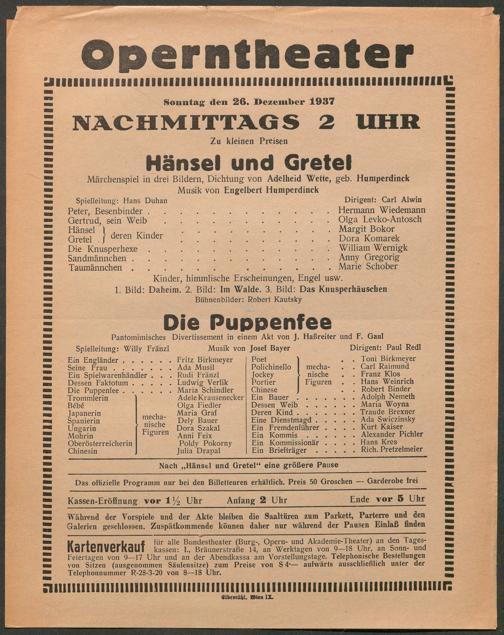 Operntheater
Sonntag den 26. Dezember 1937
NACHMITTAGS 2 UHR
Zu kleinen Preisen
Hänsel und Gretel
Märchenspiel in drei Bildern, Dichtung von Adelheid Wette, geb. Humperdinck
Musik von Engelbert Humperdinck
Spielleitung: Hans Duhan Dirigent: Carl Alwin
Peter, Besenbinder . . . . . . . Hermann Wiedemann
Gertrud, sein Weib . . . . . . . Olga Levko-Antosch
Hänsel } deren Kinder . . . . . . . Margit Bokor
Gretel } Dora Komarek
Die Knusperhexe . . . . . . . William Wernigk
Sandmännchen . . . . . . . Anny Gregorig
Taumännchen . . . . . . . Marie Schober
Kinder, himmlische Erscheinungen, Engel usw.
1. Bild: Daheim. 2. Bild: Im Walde. 3. Bild: Das Knusperhäuschen
Bühnenbilder: Robert Kautsky
Die Puppenfee
Pantomimisches Divertissement in einem Akt von J. Haßreiter und F. Gaul
Spielleitung: Willy Fränzl Musik von Josef Bayer Dirigent: Paul Redl
Ein Engländer . . . Fritz Birkmeyer
Seine Frau . . . Ada Musil
Ein Spielwarenhändler . . . Rudi Fränzl
Dessen Faktotum . . . Ludwig Verlik
Die Puppenfee . . . Maria Schindler
Trommlerin Adele Krausenecker
Bébé Olga Fiedler
Japanerin Maria Graf
Spanierin Dely Bauer
Ungarin Dora Szakal
Mohrin Anni Feix
Oberösterreicherin Poldy Pokorny
Chinesin Julia Drapal
mecha-
nische
Figuren
Poet Toni Birkmeyer
Polichinello Carl Raimund
Jockey Franz Klos
Portier Hans Weinrich
Chinese Robert Binder
mecha-
nische
Figuren
Ein Bauer . . . Adolph Nemeth
Dessen Weib . . . Maria Woyna
Deren Kind . . . Traude Brexner
Eine Dienstmagd . . . Ada Swiczinsky
Ein Fremdenführer . . . Kurt Kaiser
Ein Kommis . . . Alexander Pichler
Ein Kommissionär . . . Hans Kres
Ein Briefträger . . . Rich. Pretzelmeier
Nach „Hänsel und Gretel“ eine größere Pause
Das offizielle Programm nur bei den Billetteuren erhältlich. Preis 50 Groschen — Garderobe frei
Kassen-Eröffnung vor 1½ Uhr Anfang 2 Uhr Ende vor 5 Uhr
Während der Vorspiele und der Akte bleiben die Saaltüren zum Parkett, Parterre und den
Galerien geschlossen. Zuspätkommende können daher nur während der Pausen Einlaß finden
Kartenverkauf für alle Bundestheater (Burg-, Opern- und Akademie-Theater) an den Tages-
kassen: I., Bräunerstraße 14, an Werktagen von 9—18 Uhr, an Sonn- und
Feiertagen von 9—17 Uhr und an der Abendkassa am Vorstellungstage. Telephonische Bestellungen
von Sitzen (ausgenommen Säulensitze) zum Preise von S 4·— aufwärts ausschließlich unter der
Telephonnummer R-28-3-20 von 8—18 Uhr.
Elbemühl, Wien IX.